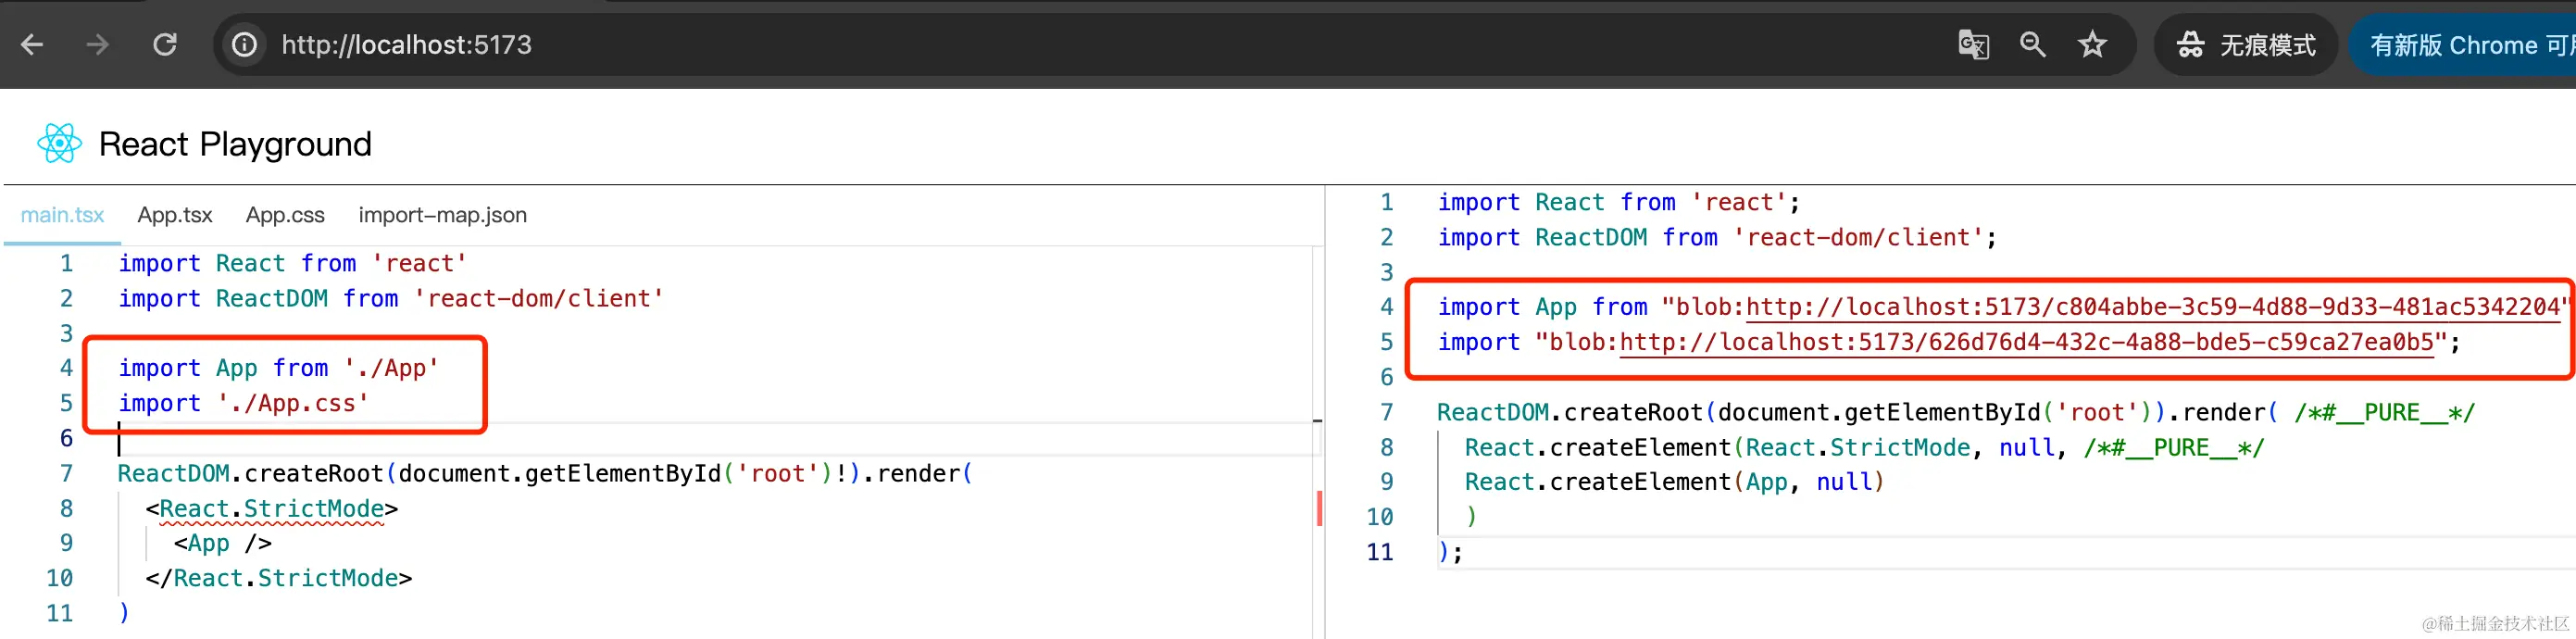 http://localhost:5173
无痕模式
有新版 Chrome 可
React Playground
main.tsx App.tsx App.css import-map.json
1 import React from 'react'
2 import ReactDOM from 'react-dom/client'
3
4 import App from './App'
5 import './App.css'
6
7 ReactDOM.createRoot(document.getElementById('root')!).render(
8 <React.StrictMode>
9 <App />
10 </React.StrictMode>
11 )
1 import React from 'react';
2 import ReactDOM from 'react-dom/client';
3
4 import App from "blob:http://localhost:5173/c804abbe-3c59-4d88-9d33-481ac5342204"
5 import "blob:http://localhost:5173/626d76d4-432c-4a88-bde5-c59ca27ea0b5";
6
7 ReactDOM.createRoot(document.getElementById('root')).render( /*#__PURE__*/
8 React.createElement(React.StrictMode, null, /*#__PURE__*/
9 React.createElement(App, null)
10 )
11 );
@稀土掘金技术社区